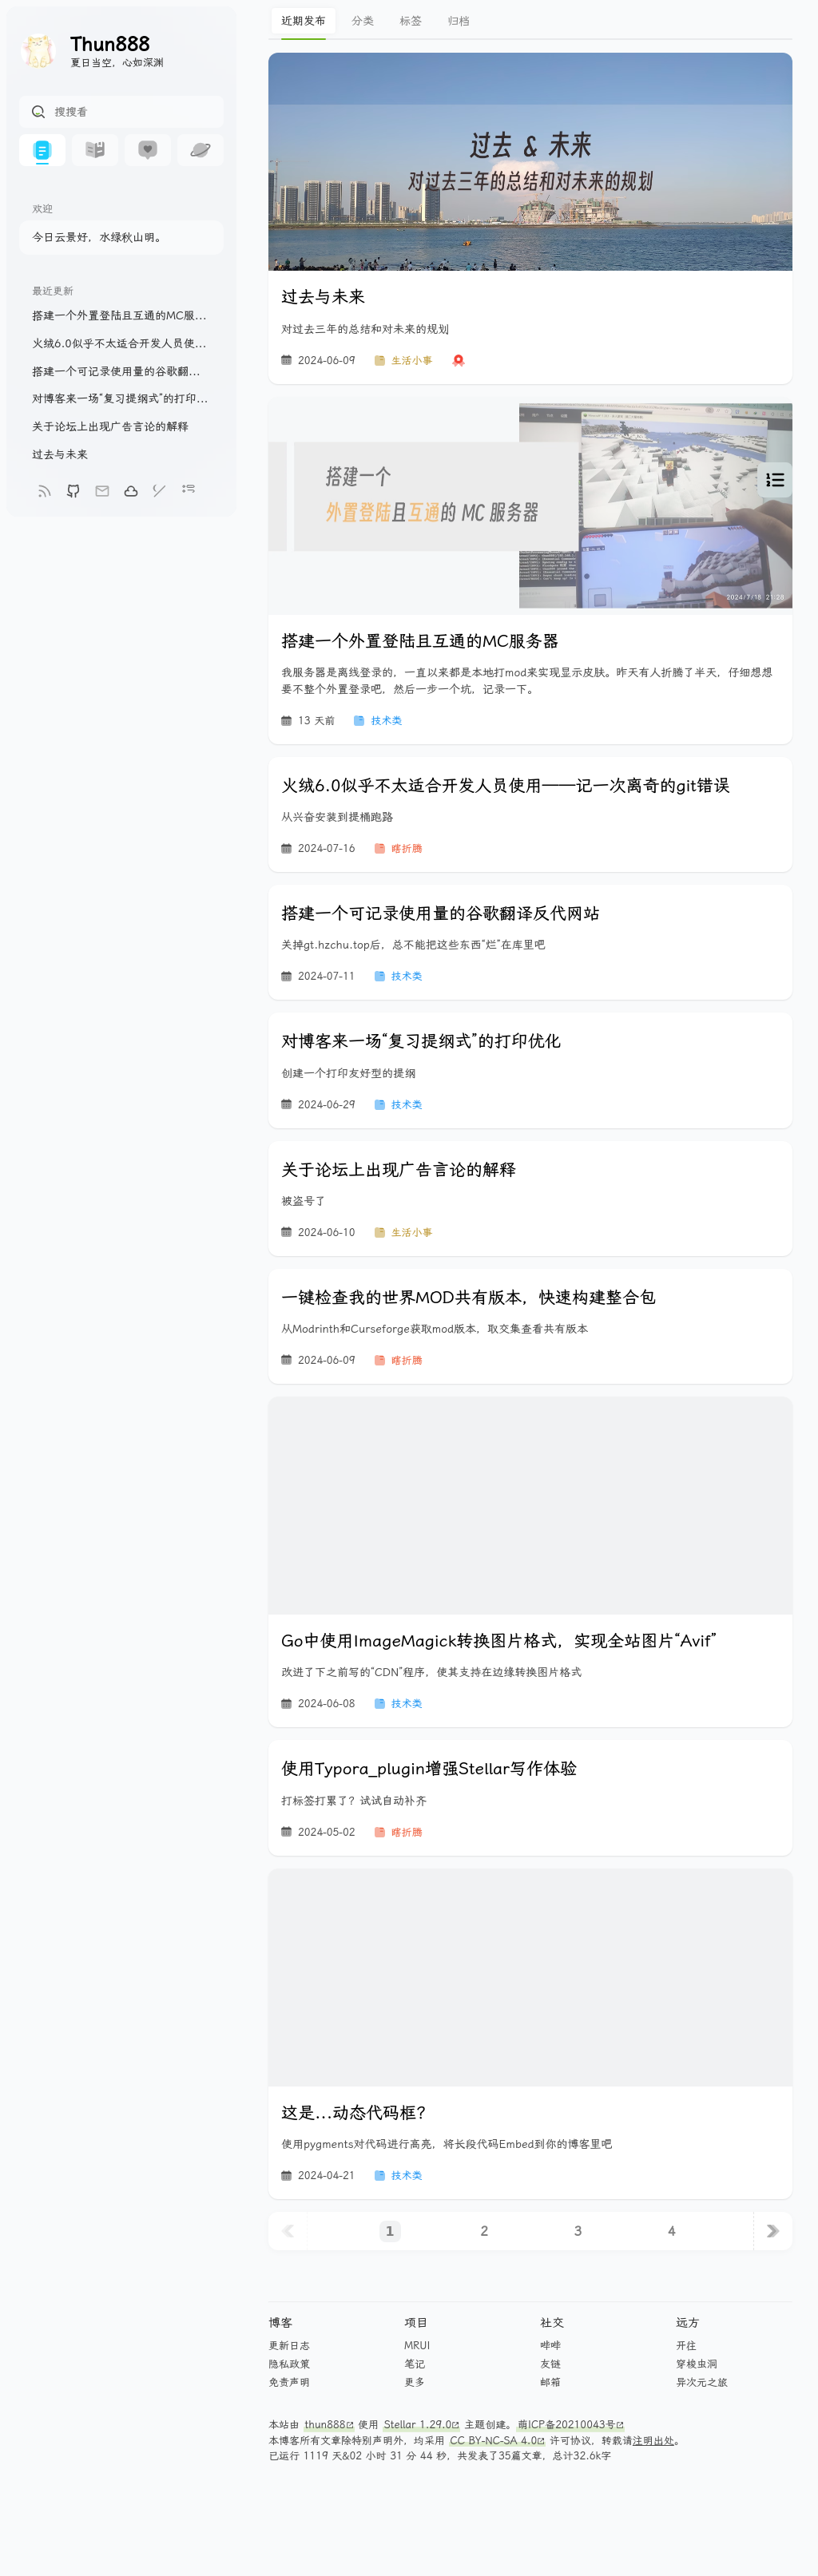 Thun888
夏日当空，心如深渊
搜搜看
欢迎
今日云景好，水绿秋山明。
最近更新
搭建一个外置登陆且互通的MC服...
火绒6.0似乎不太适合开发人员使...
搭建一个可记录使用量的谷歌翻...
对博客来一场“复习提纲式”的打印...
关于论坛上出现广告言论的解释
过去与未来
近期发布 分类 标签 归档
过去 & 未来
对过去三年的总结和对未来的规划
过去与未来
对过去三年的总结和对未来的规划
2024-06-09 生活小事
搭建一个
外置登陆且互通的 MC 服务器
2024/7/18 21:28
搭建一个外置登陆且互通的MC服务器
我服务器是离线登录的，一直以来都是本地打mod来实现显示皮肤。昨天有人折腾了半天，仔细想想
要不整个外置登录吧，然后一步一个坑，记录一下。
13 天前 技术类
火绒6.0似乎不太适合开发人员使用——记一次离奇的git错误
从兴奋安装到提桶跑路
2024-07-16 瞎折腾
搭建一个可记录使用量的谷歌翻译反代网站
关掉gt.hzchu.top后，总不能把这些东西“烂”在库里吧
2024-07-11 技术类
对博客来一场“复习提纲式”的打印优化
创建一个打印友好型的提纲
2024-06-29 技术类
关于论坛上出现广告言论的解释
被盗号了
2024-06-10 生活小事
一键检查我的世界MOD共有版本，快速构建整合包
从Modrinth和Curseforge获取mod版本，取交集查看共有版本
2024-06-09 瞎折腾
Go中使用ImageMagick转换图片格式，实现全站图片“Avif”
改进了下之前写的“CDN”程序，使其支持在边缘转换图片格式
2024-06-08 技术类
使用Typora_plugin增强Stellar写作体验
打标签打累了？试试自动补齐
2024-05-02 瞎折腾
这是...动态代码框？
使用pygments对代码进行高亮，将长段代码Embed到你的博客里吧
2024-04-21 技术类
1 2 3 4
博客 项目 社交 远方
更新日志 MRUI 哔哔 开往
隐私政策 笔记 友链 穿梭虫洞
免责声明 更多 邮箱 异次元之旅
本站由 thun888 使用 Stellar 1.29.0 主题创建。萌ICP备20210043号
本博客所有文章除特别声明外，均采用 CC BY-NC-SA 4.0 许可协议，转载请注明出处。
已运行 1119 天&02 小时 31 分 44 秒，共发表了35篇文章，总计32.6k字